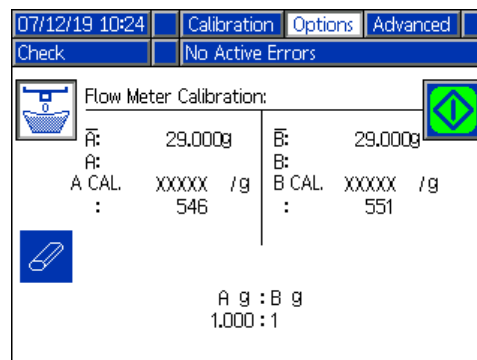 07/12/19 10:24 Calibration Options Advanced
Check No Active Errors
Flow Meter Calibration:
A̅: 29.000g B̅: 29.000g
A: B:
A CAL. XXXXX /g B CAL. XXXXX /g
: 546 : 551
A g : B g
1.000 : 1